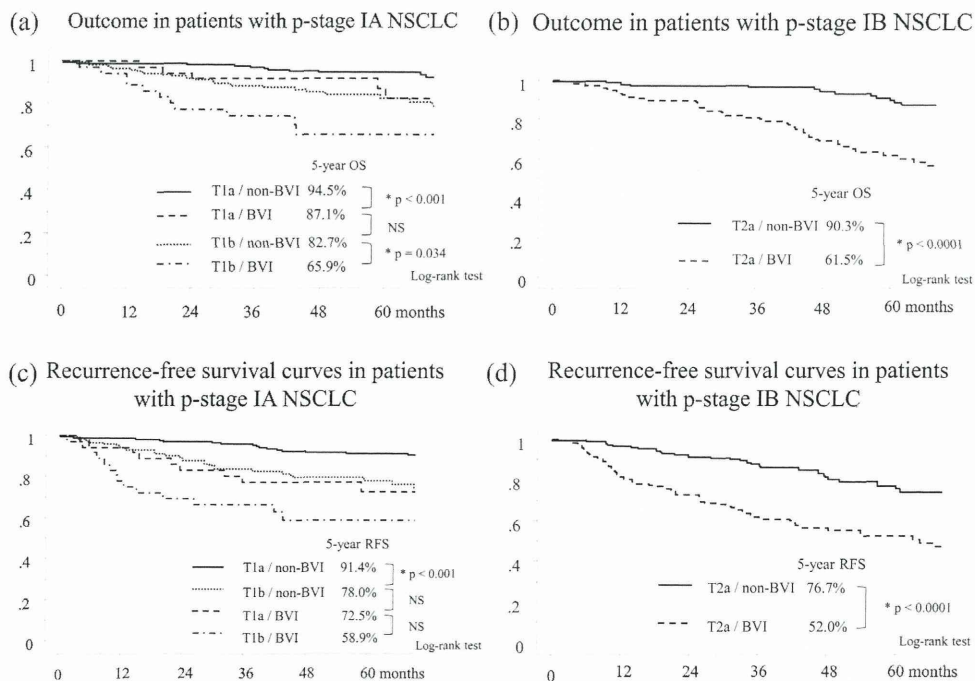 (a) Outcome in patients with p-stage IA NSCLC
1
.8
.6
.4
.2
0
5-year OS
T1a / non-BVI 94.5%
T1a / BVI 87.1%
T1b / non-BVI 82.7%
T1b / BVI 65.9%
* p < 0.001
NS
* p = 0.034
Log-rank test
0 12 24 36 48 60 months
(b) Outcome in patients with p-stage IB NSCLC
1
.8
.6
.4
.2
0
5-year OS
T2a / non-BVI 90.3%
T2a / BVI 61.5%
* p < 0.0001
Log-rank test
0 12 24 36 48 60 months
(c) Recurrence-free survival curves in patients
with p-stage IA NSCLC
1
.8
.6
.4
.2
0
5-year RFS
T1a / non-BVI 91.4%
T1b / non-BVI 78.0%
T1a / BVI 72.5%
T1b / BVI 58.9%
* p < 0.001
NS
NS
Log-rank test
0 12 24 36 48 60 months
(d) Recurrence-free survival curves in patients
with p-stage IB NSCLC
1
.8
.6
.4
.2
0
5-year RFS
T2a / non-BVI 76.7%
T2a / BVI 52.0%
* p < 0.0001
Log-rank test
0 12 24 36 48 60 months